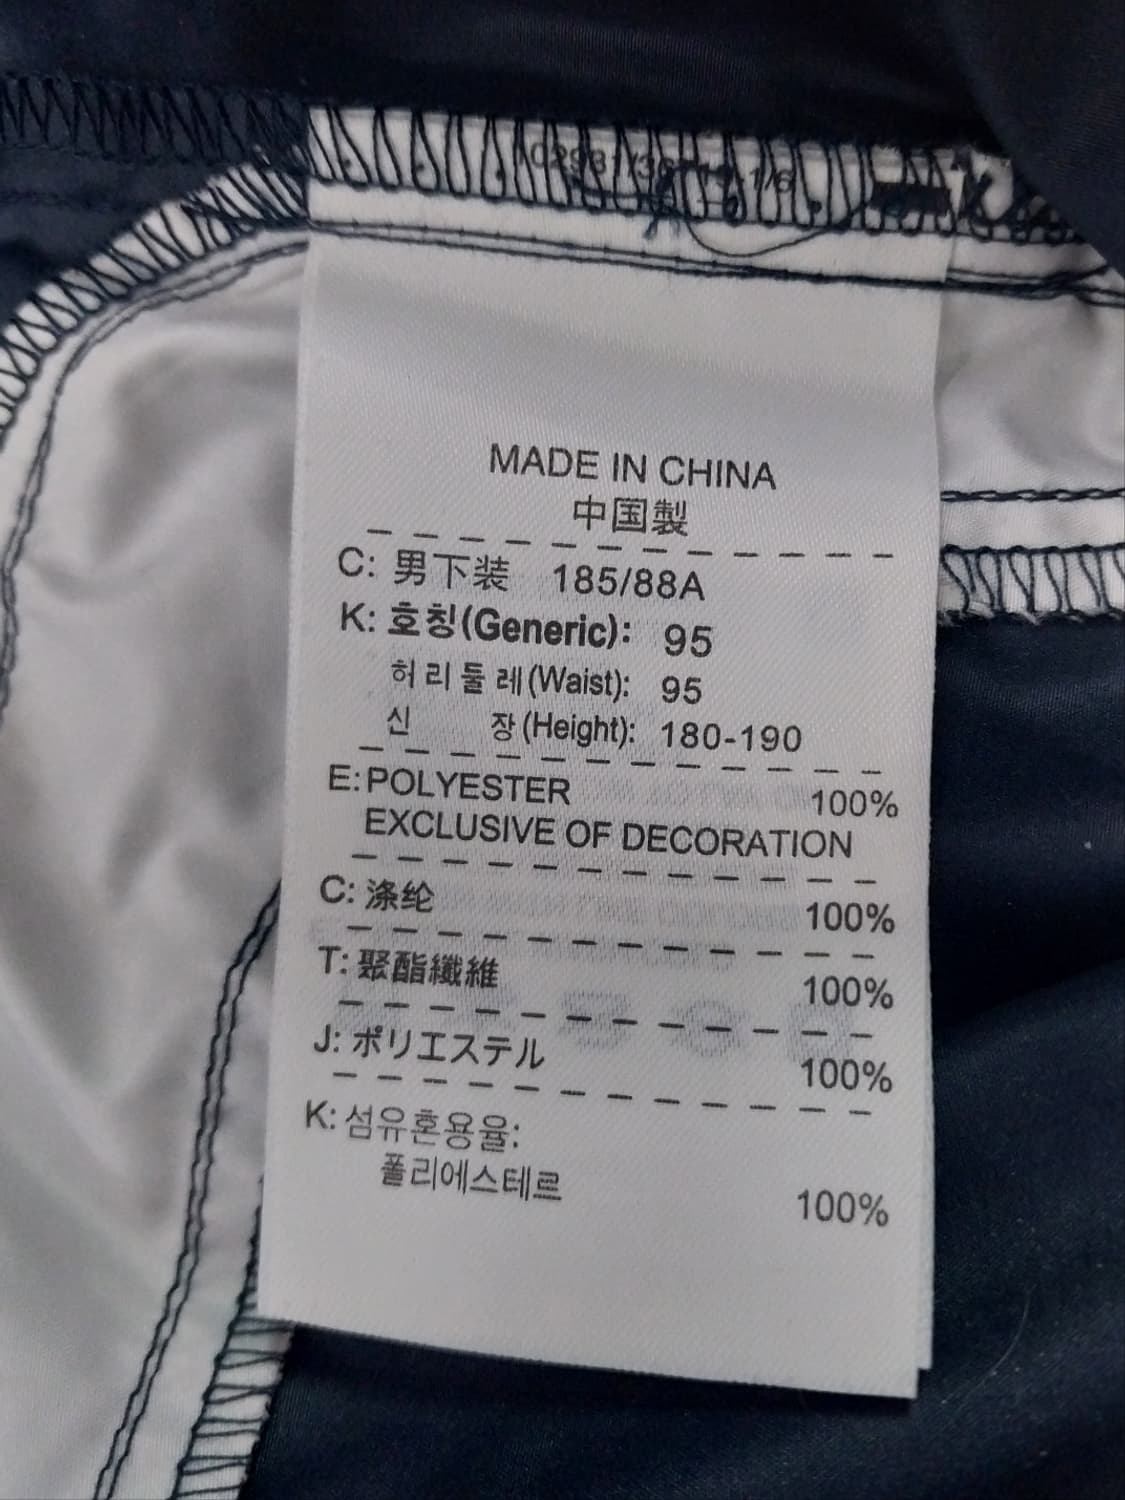 MADE IN CHINA
中国製
C: 男下装 185/88A
K: 호칭(Generic): 95
허리둘레(Waist): 95
신 장(Height): 180-190
E:POLYESTER 100%
EXCLUSIVE OF DECORATION
C: 涤纶 100%
T: 聚酯纖維 100%
J: ポリエステル 100%
K: 섬유혼용율:
폴리에스테르 100%